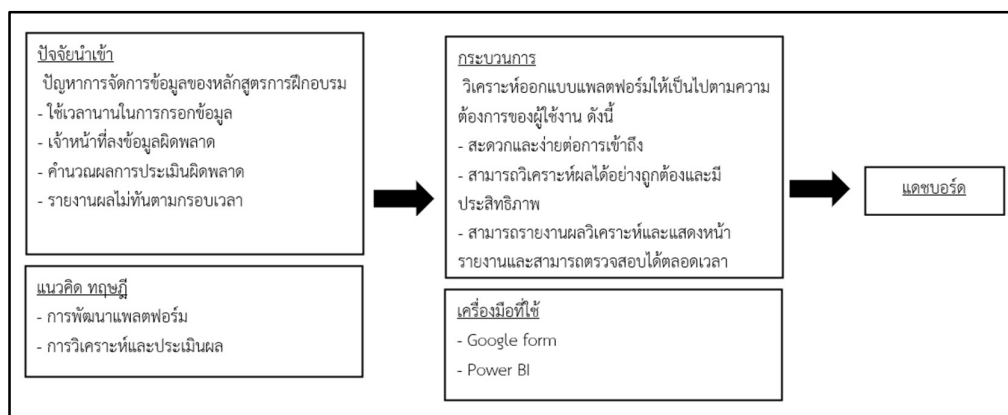 ปัจจัยนำเข้า
ปัญหาการจัดการข้อมูลของหลักสูตรการฝึกอบรม
- ใช้เวลานานในการกรอกข้อมูล
- เจ้าหน้าที่ลงข้อมูลผิดพลาด
- คำนวณผลการประเมินผิดพลาด
- รายงานผลไม่ทันตามกรอบเวลา
แนวคิด ทฤษฎี
- การพัฒนาแพลตฟอร์ม
- การวิเคราะห์และประเมินผล
กระบวนการ
วิเคราะห์ออกแบบแพลตฟอร์มให้เป็นไปตามความ
ต้องการของผู้ใช้งาน ดังนี้
- สะดวกและง่ายต่อการเข้าถึง
- สามารถวิเคราะห์ผลได้อย่างถูกต้องและมี
ประสิทธิภาพ
- สามารถรายงานผลวิเคราะห์และแสดงหน้า
รายงานและสามารถตรวจสอบได้ตลอดเวลา
เครื่องมือที่ใช้
- Google form
- Power BI
แดชบอร์ด